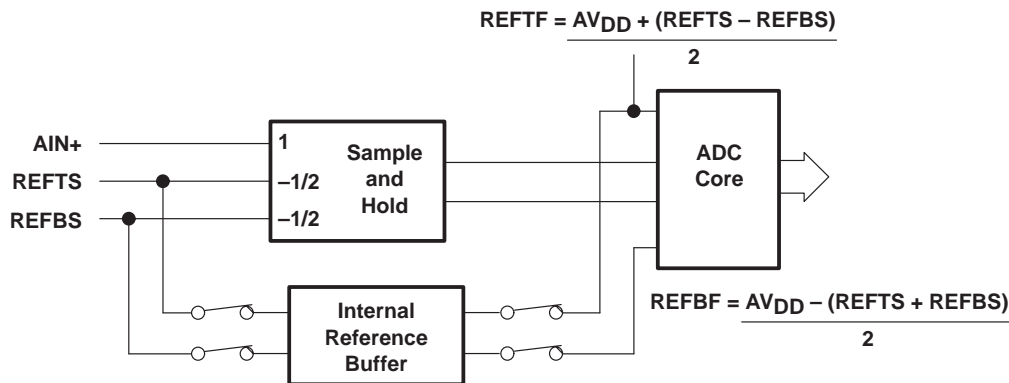 REFTF = AVDD + (REFTS – REFBS)
2
AIN+
REFTS
REFBS
1
–1/2
–1/2
Sample
and
Hold
ADC
Core
Internal
Reference
Buffer
REFBF = AVDD – (REFTS + REFBS)
2